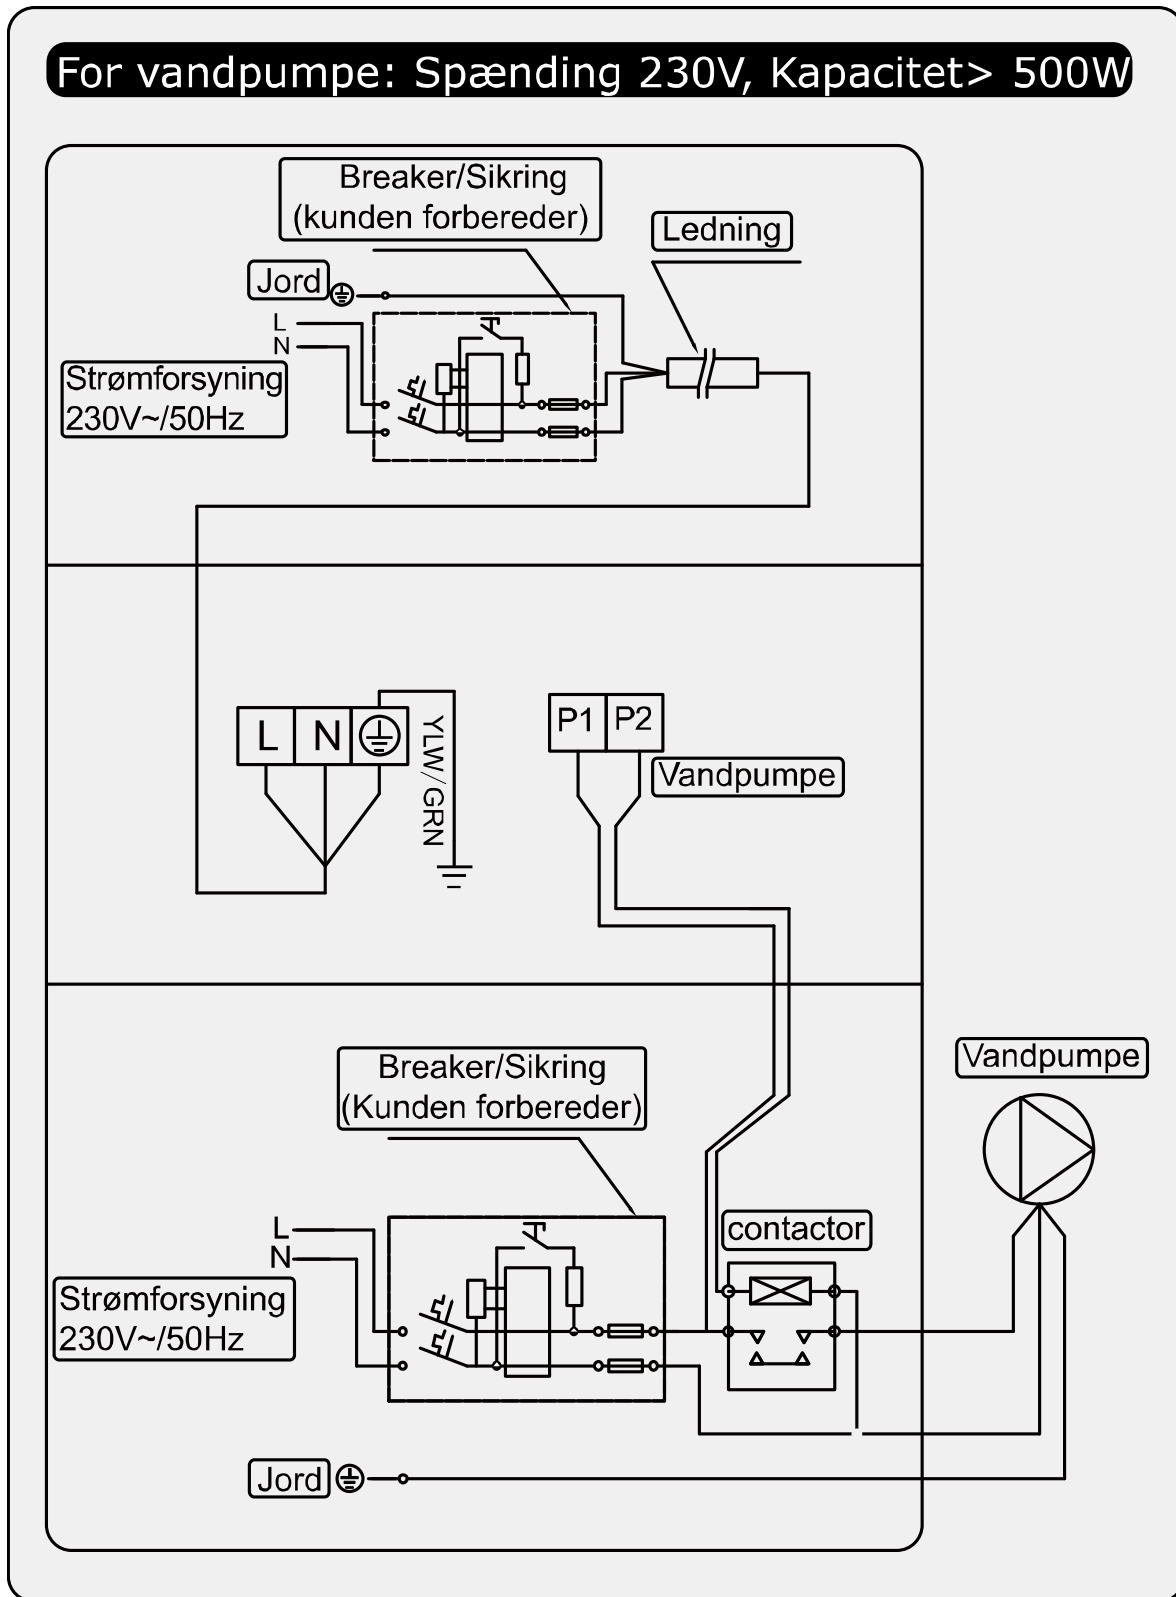 For vandpumpe: Spænding 230V, Kapacitet> 500W
Breaker/Sikring
(kunden forbereder)
Ledning
Jord
L
N
Strømforsyning
230V~/50Hz
L
N
YLW/GRN
P1
P2
Vandpumpe
Breaker/Sikring
(Kunden forbereder)
Vandpumpe
contactor
L
N
Strømforsyning
230V~/50Hz
Jord